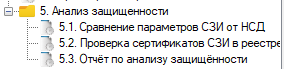 5. Анализ защищенности
5.1. Сравнение параметров СЗИ от НСД
5.2. Проверка сертификатов СЗИ в реестре
5.3. Отчёт по анализу защищённости